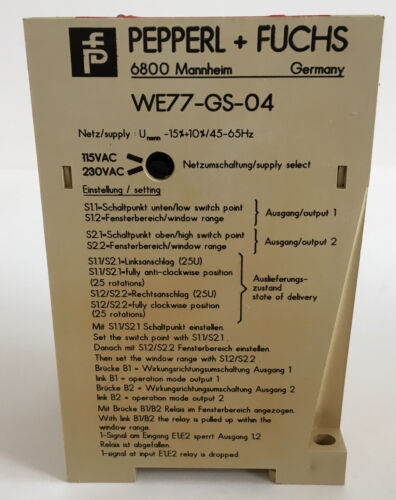 fp
PEPPERL + FUCHS
6800 Mannheim Germany
WE77-GS-04
Netz/supply : Unenn -15%+10%/45-65Hz
115VAC
230VAC
Netzumschaltung/supply select
Einstellung / setting
S1.1=Schaltpunkt unten/low switch point
S1.2=Fensterbereich/window range
Ausgang/output 1
S2.1=Schaltpunkt oben/high switch point
S2.2=Fensterbereich/window range
Ausgang/output 2
S1.1/S2.1=Linksanschlag (25U)
S1.1/S2.1=fully anti-clockwise position
(25 rotations)
S1.2/S2.2=Rechtsanschlag (25U)
S1.2/S2.2=fully clockwise position
(25 rotations)
Auslieferungs-
zustand
state of delivery
Mit S1.1/S2.1 Schaltpunkt einstellen.
Set the switch point with S1.1/S2.1 .
Danach mit S1.2/S2.2 Fensterbereich einstellen.
Then set the window range with S1.2/S2.2
Brücke B1 = Wirkungsrichtungsumschaltung Ausgang 1
link B1 = operation mode output 1
Brücke B2 = Wirkungsrichtungsumschaltung Ausgang 2
link B2 = operation mode output 2
Mit Brücke B1/B2 Relais im Fensterbereich angezogen.
With link B1/B2 the relay is pulled up within the
window range.
1-Signal am Eingang E1,E2 sperrt Ausgang 1,2
Relais ist abgefallen.
1-signal at input E1,E2 relay is dropped.